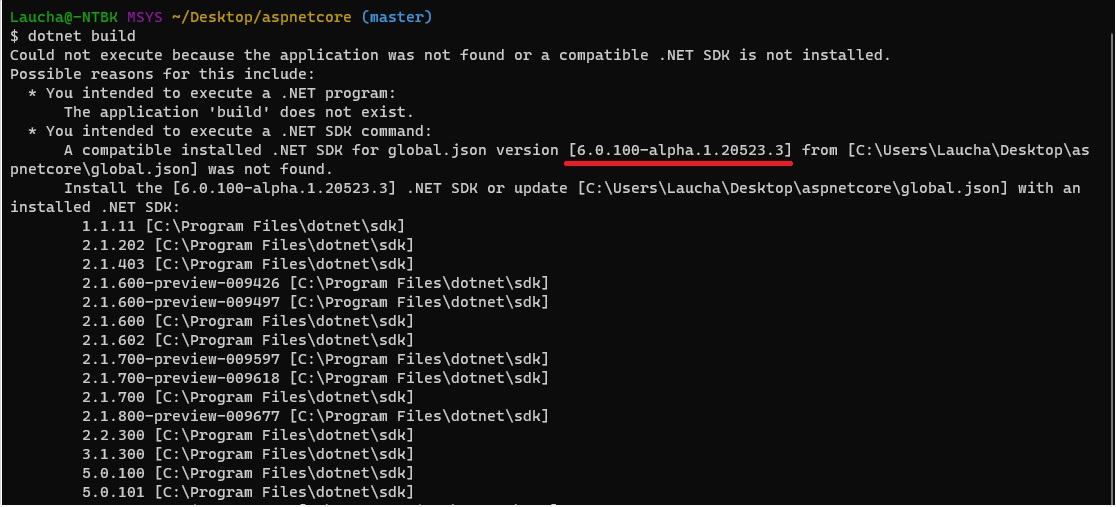 Laucha@-NTBK MSYS ~/Desktop/aspnetcore (master)
$ dotnet build
Could not execute because the application was not found or a compatible .NET SDK is not installed.
Possible reasons for this include:
  * You intended to execute a .NET program:
      The application 'build' does not exist.
  * You intended to execute a .NET SDK command:
      A compatible installed .NET SDK for global.json version [6.0.100-alpha.1.20523.3] from [C:\Users\Laucha\Desktop\as
pnetcore\global.json] was not found.
      Install the [6.0.100-alpha.1.20523.3] .NET SDK or update [C:\Users\Laucha\Desktop\aspnetcore\global.json] with an
installed .NET SDK:
        1.1.11 [C:\Program Files\dotnet\sdk]
        2.1.202 [C:\Program Files\dotnet\sdk]
        2.1.403 [C:\Program Files\dotnet\sdk]
        2.1.600-preview-009426 [C:\Program Files\dotnet\sdk]
        2.1.600-preview-009497 [C:\Program Files\dotnet\sdk]
        2.1.600 [C:\Program Files\dotnet\sdk]
        2.1.602 [C:\Program Files\dotnet\sdk]
        2.1.700-preview-009597 [C:\Program Files\dotnet\sdk]
        2.1.700-preview-009618 [C:\Program Files\dotnet\sdk]
        2.1.700 [C:\Program Files\dotnet\sdk]
        2.1.800-preview-009677 [C:\Program Files\dotnet\sdk]
        2.2.300 [C:\Program Files\dotnet\sdk]
        3.1.300 [C:\Program Files\dotnet\sdk]
        5.0.100 [C:\Program Files\dotnet\sdk]
        5.0.101 [C:\Program Files\dotnet\sdk]